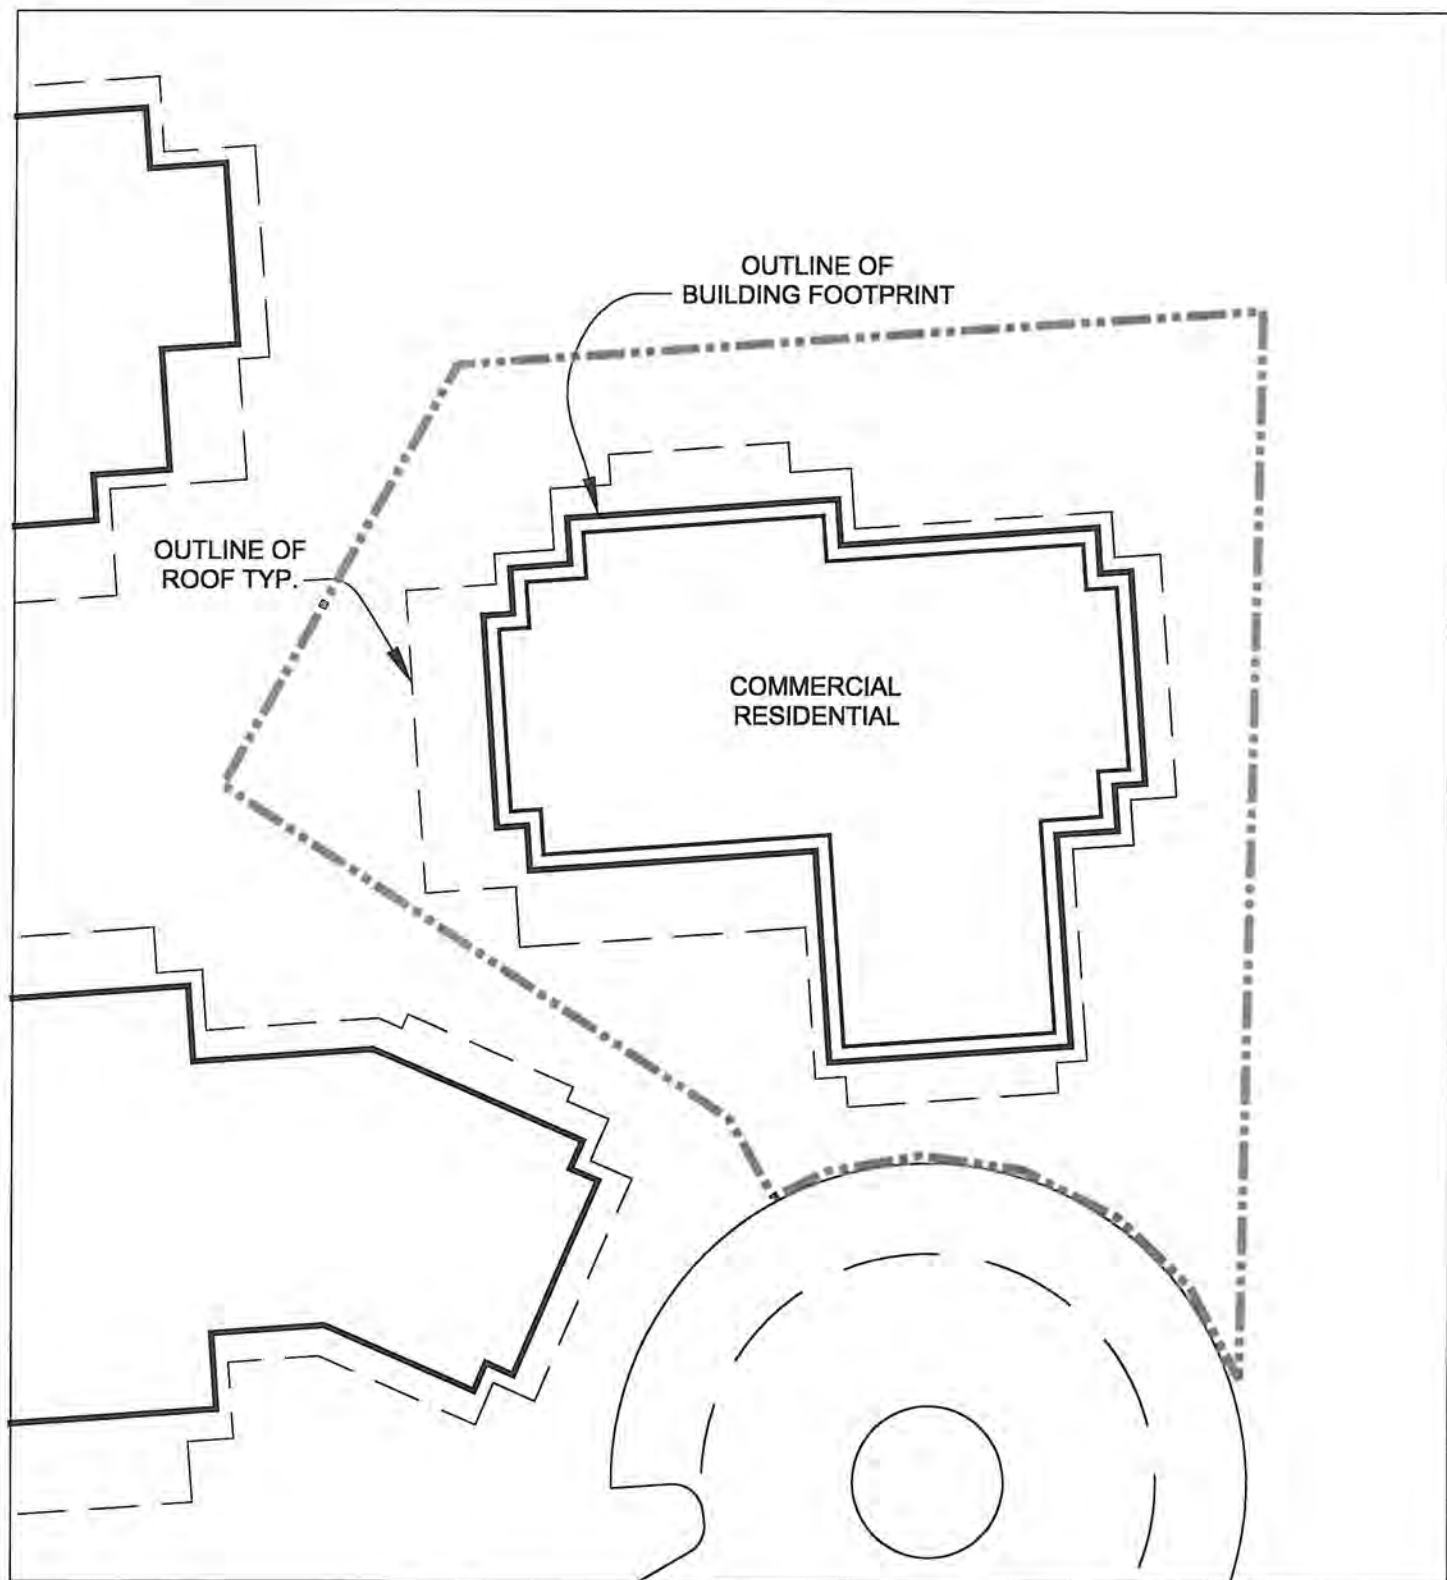 OUTLINE OF
BUILDING FOOTPRINT
OUTLINE OF
ROOF TYP.
COMMERCIAL
RESIDENTIAL